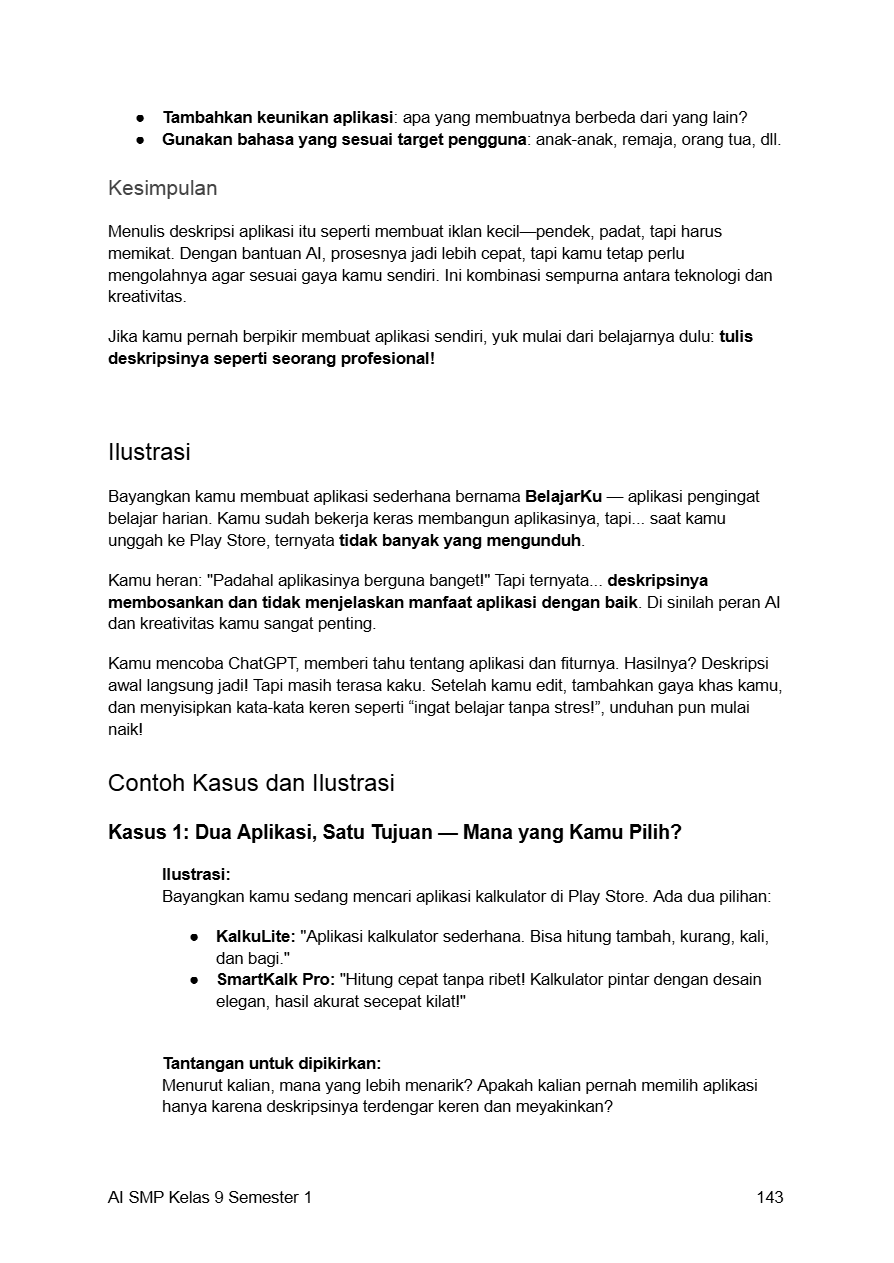 ● Tambahkan keunikan aplikasi: apa yang membuatnya berbeda dari yang lain?
● Gunakan bahasa yang sesuai target pengguna: anak-anak, remaja, orang tua, dll.
Kesimpulan
Menulis deskripsi aplikasi itu seperti membuat iklan kecil—pendek, padat, tapi harus
memikat. Dengan bantuan AI, prosesnya jadi lebih cepat, tapi kamu tetap perlu
mengolahnya agar sesuai gaya kamu sendiri. Ini kombinasi sempurna antara teknologi dan
kreativitas.
Jika kamu pernah berpikir membuat aplikasi sendiri, yuk mulai dari belajarnya dulu: tulis
deskripsinya seperti seorang profesional!
Ilustrasi
Bayangkan kamu membuat aplikasi sederhana bernama BelajarKu — aplikasi pengingat
belajar harian. Kamu sudah bekerja keras membangun aplikasinya, tapi... saat kamu
unggah ke Play Store, ternyata tidak banyak yang mengunduh.
Kamu heran: "Padahal aplikasinya berguna banget!" Tapi ternyata... deskripsinya
membosankan dan tidak menjelaskan manfaat aplikasi dengan baik. Di sinilah peran AI
dan kreativitas kamu sangat penting.
Kamu mencoba ChatGPT, memberi tahu tentang aplikasi dan fiturnya. Hasilnya? Deskripsi
awal langsung jadi! Tapi masih terasa kaku. Setelah kamu edit, tambahkan gaya khas kamu,
dan menyisipkan kata-kata keren seperti “ingat belajar tanpa stres!”, unduhan pun mulai
naik!
Contoh Kasus dan Ilustrasi
Kasus 1: Dua Aplikasi, Satu Tujuan — Mana yang Kamu Pilih?
Ilustrasi:
Bayangkan kamu sedang mencari aplikasi kalkulator di Play Store. Ada dua pilihan:
● KalkuLite: "Aplikasi kalkulator sederhana. Bisa hitung tambah, kurang, kali,
dan bagi."
● SmartKalk Pro: "Hitung cepat tanpa ribet! Kalkulator pintar dengan desain
elegan, hasil akurat secepat kilat!"
Tantangan untuk dipikirkan:
Menurut kalian, mana yang lebih menarik? Apakah kalian pernah memilih aplikasi
hanya karena deskripsinya terdengar keren dan meyakinkan?
AI SMP Kelas 9 Semester 1 143